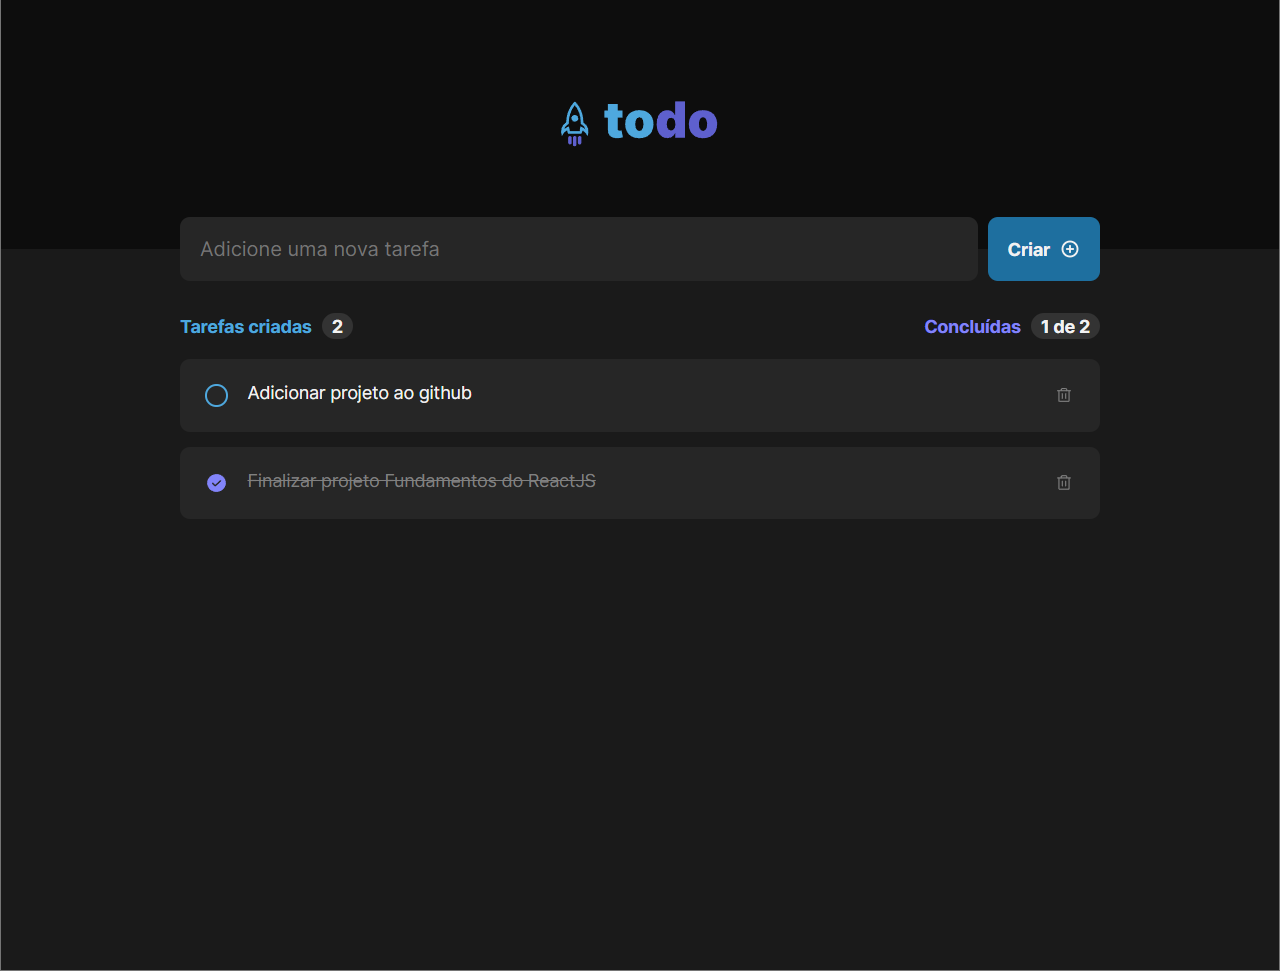 todo
Adicione uma nova tarefa
Criar
Tarefas criadas 2
Concluídas 1 de 2
Adicionar projeto ao github
Finalizar projeto Fundamentos do ReactJS